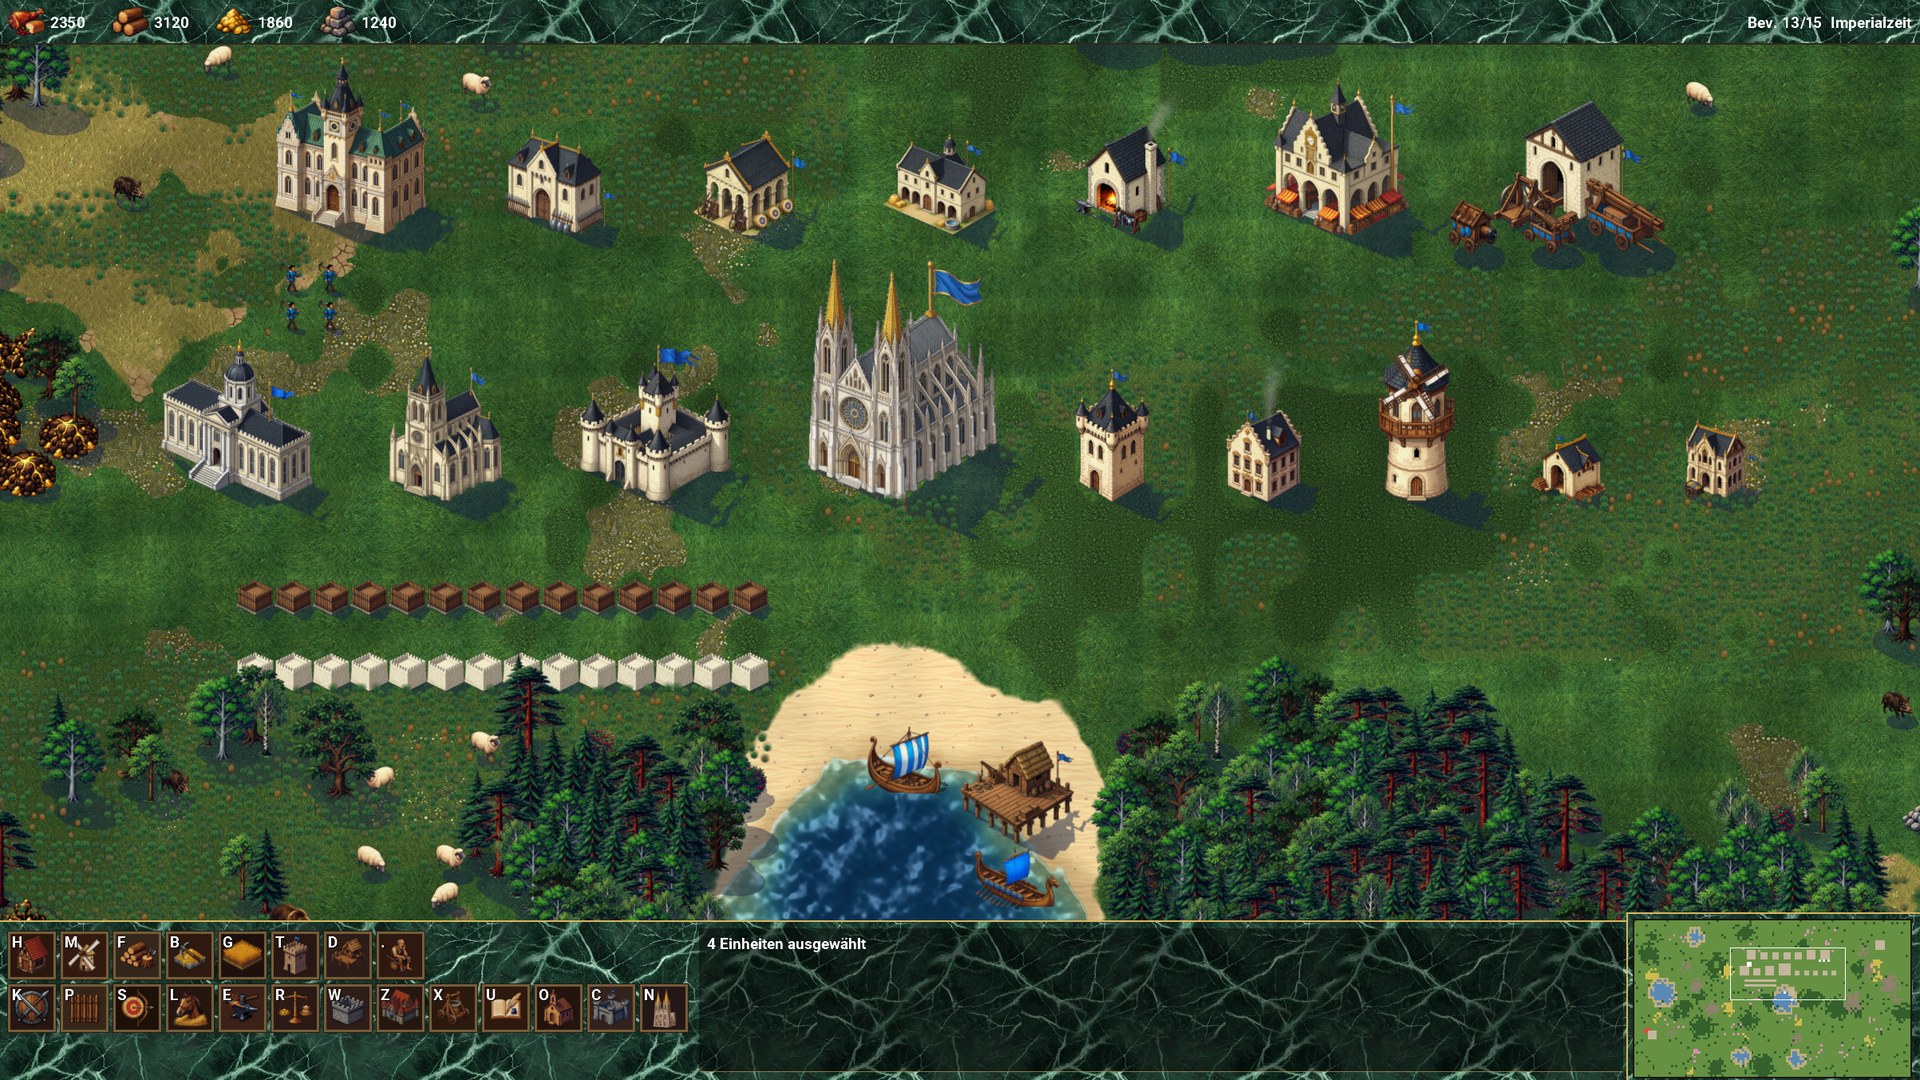 2350 3120 1860 1240 Bev. 13/15 Imperialzeit
H M F B G T D .
4 Einheiten ausgewählt
K P S L E R W Z X U O C N